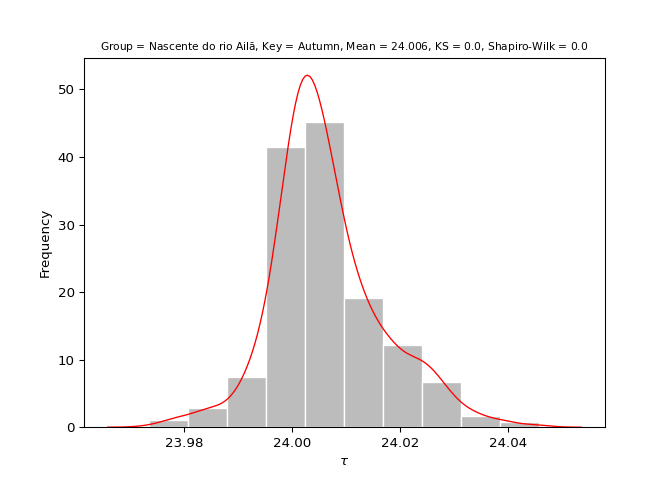 Group = Nascente do rio Ailã, Key = Autumn, Mean = 24.006, KS = 0.0, Shapiro-Wilk = 0.0
50
40
30
20
10
0
Frequency
23.98 24.00 24.02 24.04
τ